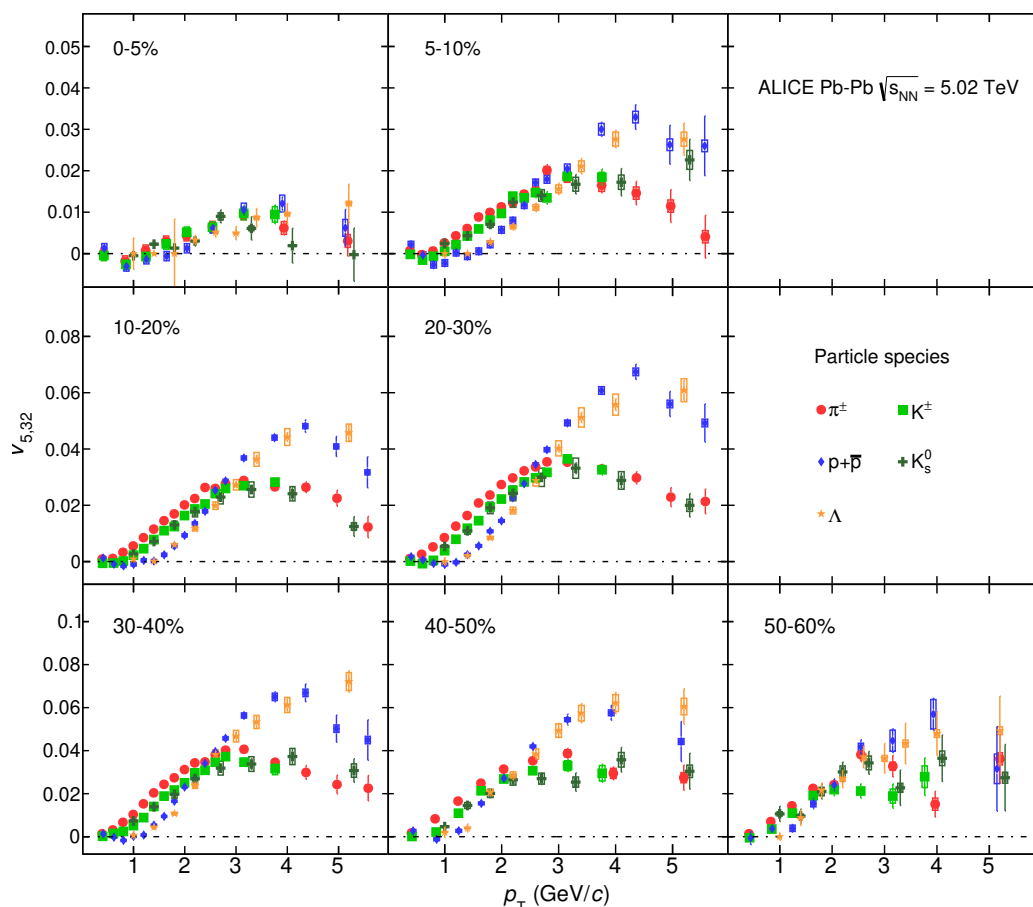 0-5%
5-10%
ALICE Pb-Pb √s_NN = 5.02 TeV
0.05
0.04
0.03
0.02
0.01
0
10-20%
20-30%
Particle species
π±
K±
p+p̅
K⁰s
Λ
0.08
0.06
0.04
0.02
0
v5,32
30-40%
40-50%
50-60%
0.1
0.08
0.06
0.04
0.02
0
1 2 3 4 5 1 2 3 4 5 1 2 3 4 5
pT (GeV/c)